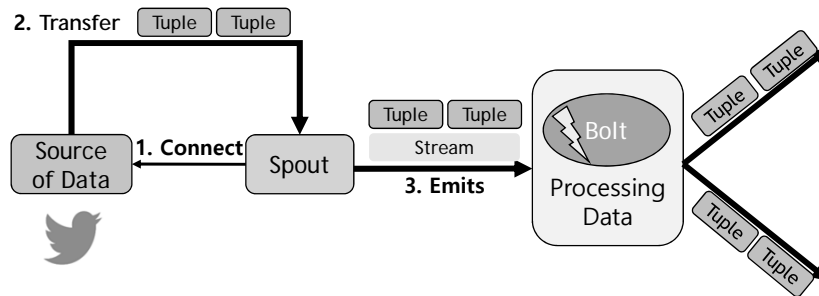 2. Transfer
Tuple Tuple
Source
of Data
1. Connect
Spout
Tuple Tuple
Stream
3. Emits
Bolt
Processing
Data
Tuple
Tuple
Tuple
Tuple